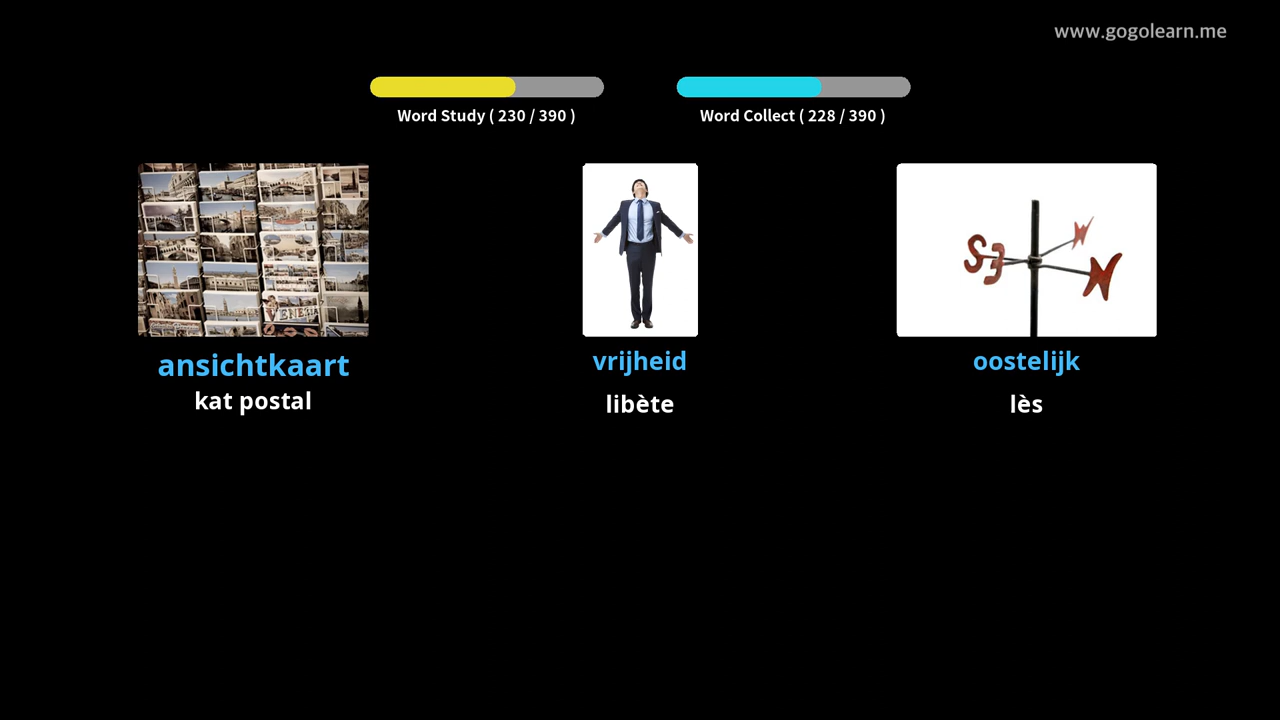 www.gogolearn.me
Word Study ( 230 / 390 )
Word Collect ( 228 / 390 )
ansichtkaart
vrijheid
oostelijk
kat postal
libète
lès
S
E
N